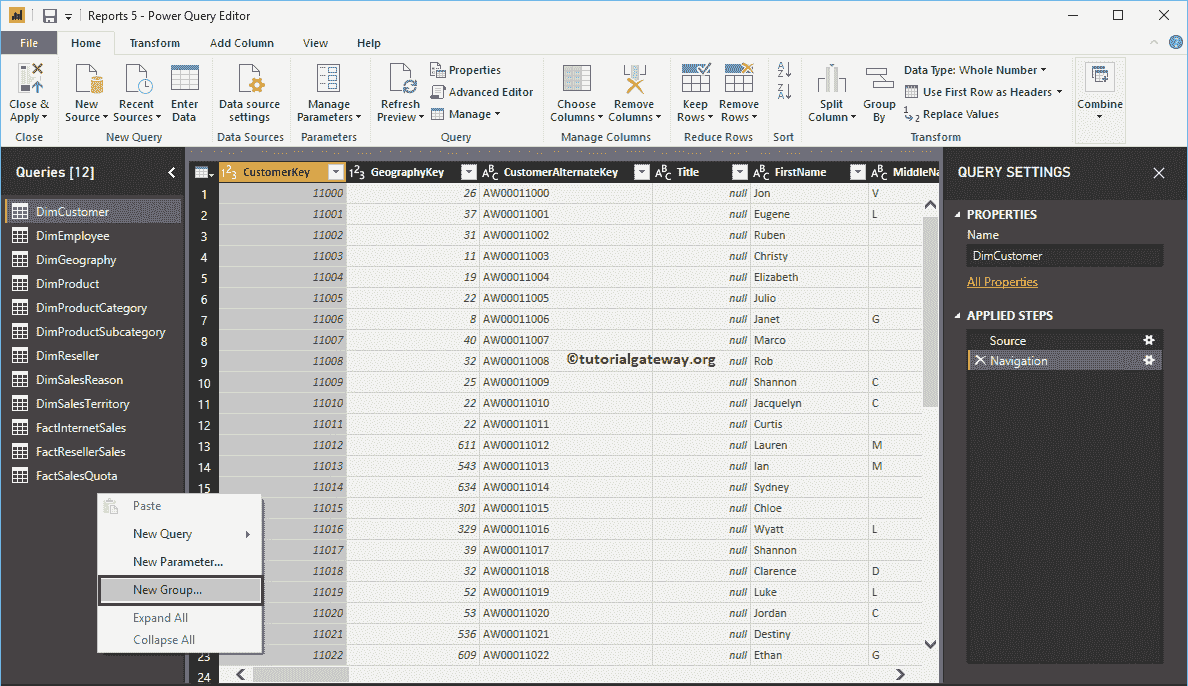 Reports 5 - Power Query Editor
File Home Transform Add Column View Help
Close & Apply
New Source
Recent Sources
Enter Data
Data source settings
Manage Parameters
Refresh Preview
Properties
Advanced Editor
Manage
Choose Columns
Remove Columns
Keep Rows
Remove Rows
A Z
Z A
Split Column
Group By
Data Type: Whole Number
Use First Row as Headers
1 2 Replace Values
Combine
Close New Query Data Sources Parameters Query Manage Columns Reduce Rows Sort Transform
Queries [12]
DimCustomer
DimEmployee
DimGeography
DimProduct
DimProductCategory
DimProductSubcategory
DimReseller
DimSalesReason
DimSalesTerritory
FactInternetSales
FactResellerSales
FactSalesQuota
Paste
New Query
New Parameter...
New Group...
Expand All
Collapse All
123 CustomerKey 123 GeographyKey ABC CustomerAlternateKey ABC Title ABC FirstName ABC MiddleNa
1 11000 26 AW00011000 null Jon V
2 11001 37 AW00011001 null Eugene L
3 11002 31 AW00011002 null Ruben
4 11003 11 AW00011003 null Christy
5 11004 19 AW00011004 null Elizabeth
6 11005 22 AW00011005 null Julio
7 11006 8 AW00011006 null Janet G
8 11007 40 AW00011007 null Marco
9 11008 32 AW00011008 null Rob
10 11009 25 AW00011009 null Shannon C
11 11010 22 AW00011010 null Jacquelyn C
12 11011 22 AW00011011 null Curtis
13 11012 611 AW00011012 null Lauren M
14 11013 543 AW00011013 null Ian M
15 11014 634 AW00011014 null Sydney
11015 301 AW00011015 null Chloe
11016 329 AW00011016 null Wyatt L
11017 39 AW00011017 null Shannon
11018 32 AW00011018 null Clarence D
11019 52 AW00011019 null Luke L
11020 53 AW00011020 null Jordan C
11021 536 AW00011021 null Destiny
23 11022 609 AW00011022 null Ethan G
24
©tutorialgateway.org
QUERY SETTINGS
PROPERTIES
Name
DimCustomer
All Properties
APPLIED STEPS
Source
Navigation